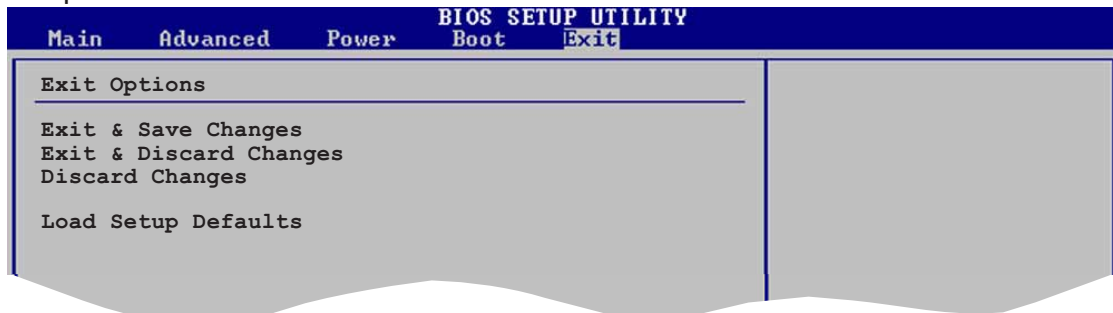 BIOS SETUP UTILITY
Main Advanced Power Boot Exit
Exit Options
Exit & Save Changes
Exit & Discard Changes
Discard Changes
Load Setup Defaults